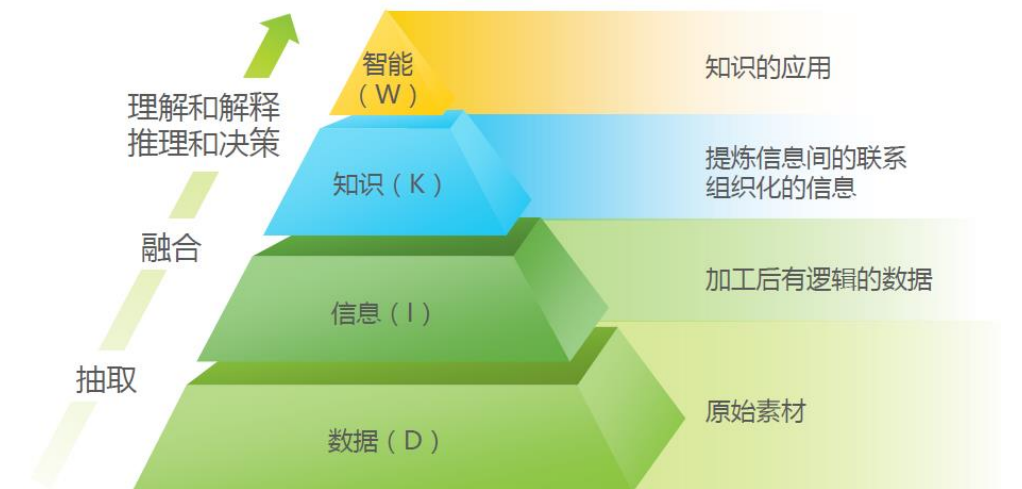 智能
（W）
知识的应用
理解和解释
推理和决策
知识（K）
提炼信息间的联系
组织化的信息
融合
信息（I）
加工后有逻辑的数据
抽取
数据（D）
原始素材